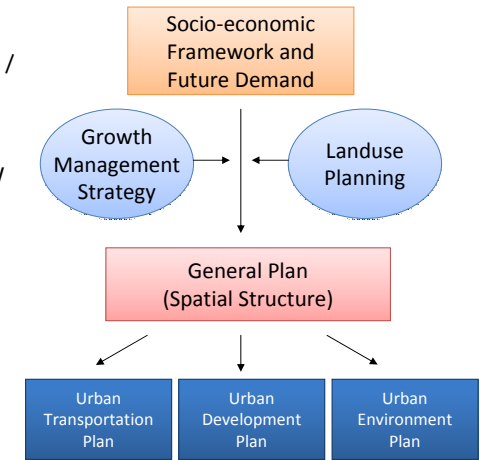 Socio-economic
Framework and
Future Demand
/
Growth
Management
Strategy
Landuse
Planning
General Plan
(Spatial Structure)
Urban
Transportation
Plan
Urban
Development
Plan
Urban
Environment
Plan